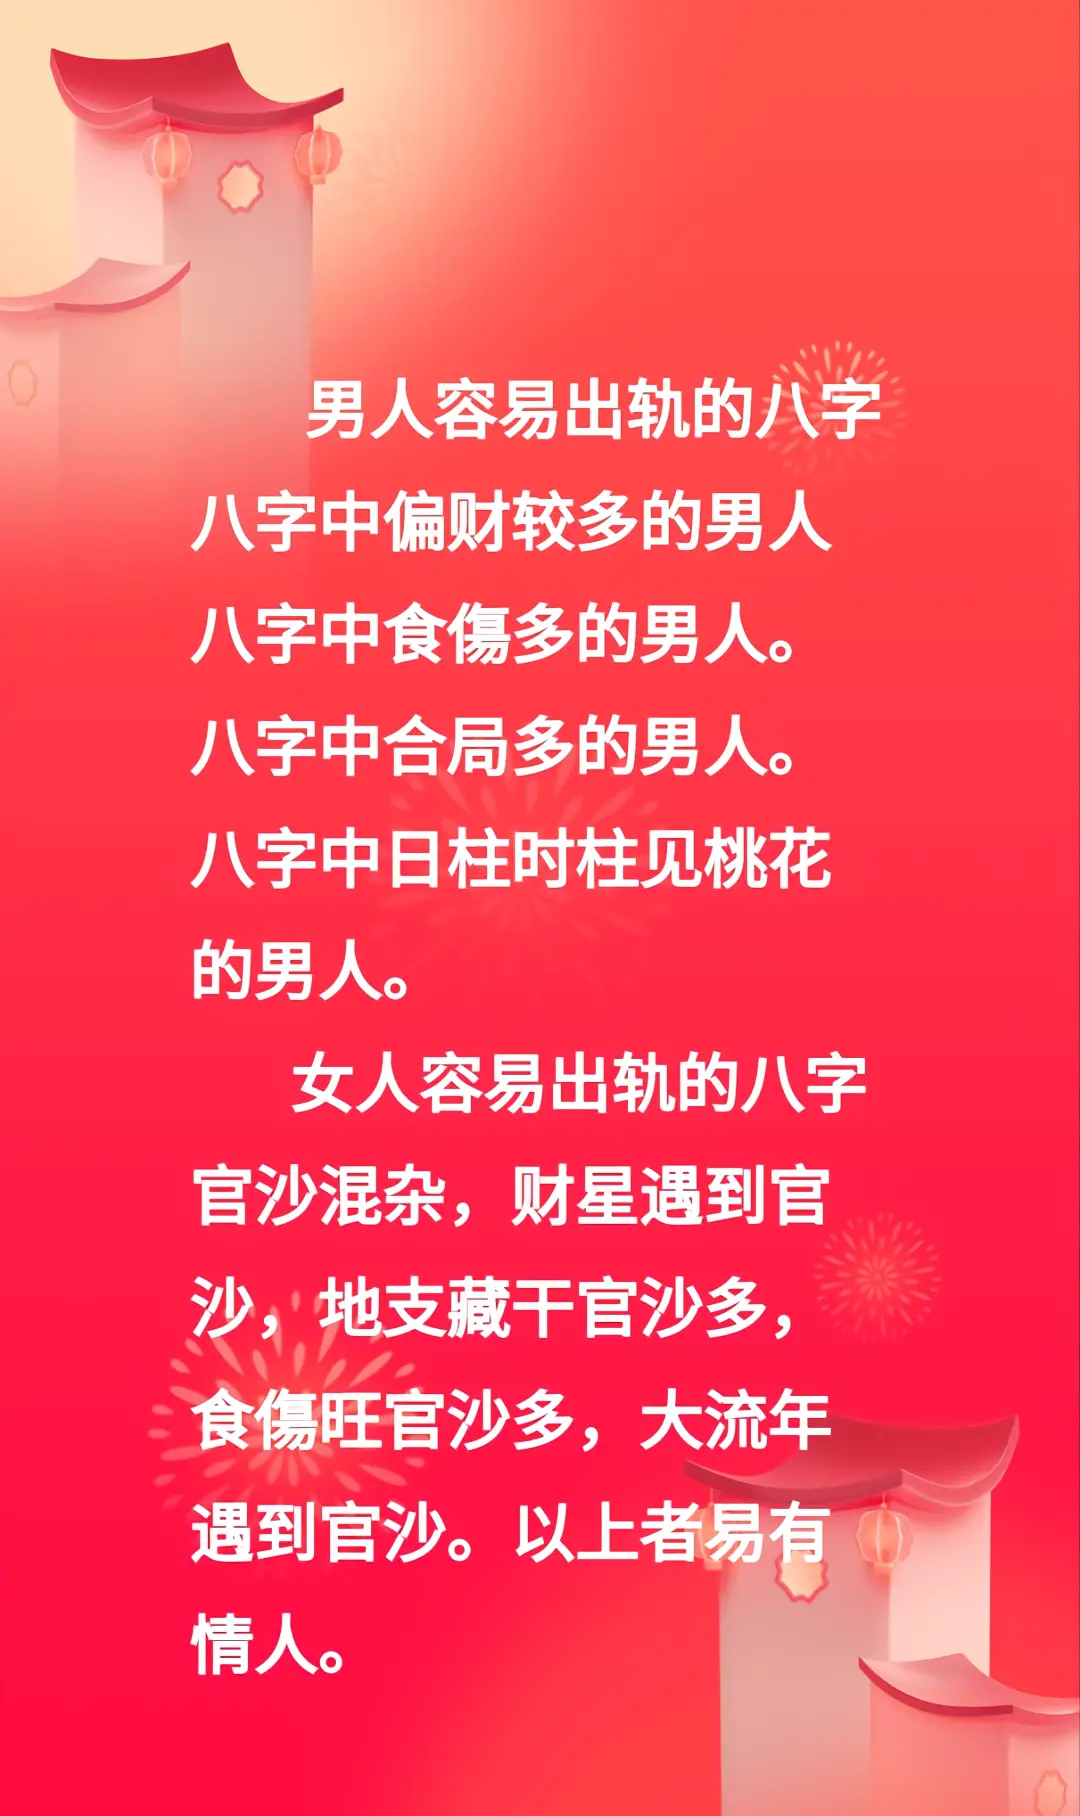 男人容易出轨的八字
八字中偏财较多的男人
八字中食傷多的男人。
八字中合局多的男人。
八字中日柱时柱见桃花
的男人。
女人容易出轨的八字
官沙混杂，财星遇到官
沙，地支藏干官沙多，
食傷旺官沙多，大流年
遇到官沙。以上者易有
情人。